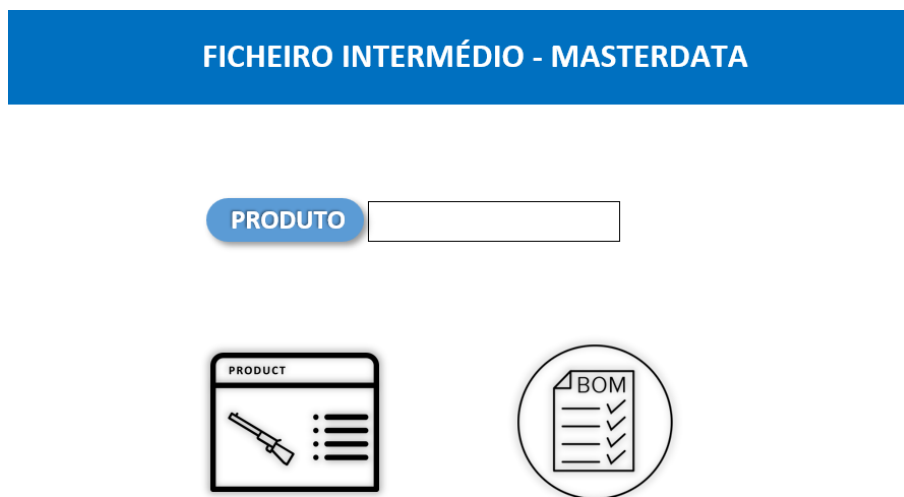 FICHEIRO INTERMÉDIO - MASTERDATA
PRODUTO
PRODUCT
BOM